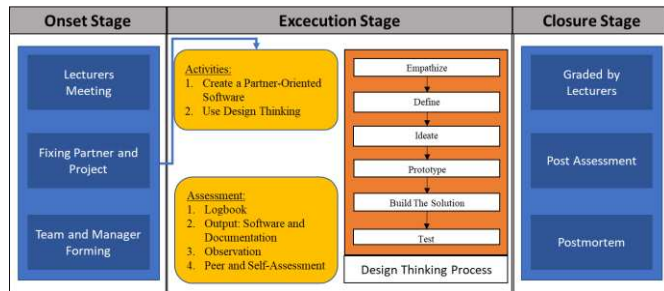 Onset Stage
Lecturers
Meeting
Fixing Partner and
Project
Team and Manager
Forming
Excecution Stage
Activities:
1. Create a Partner-Oriented
Software
2. Use Design Thinking
Assessment:
1. Logbook
2. Output: Software and
Documentation
3. Observation
4. Peer and Self-Assessment
Empathize
Define
Ideate
Prototype
Build The Solution
Test
Design Thinking Process
Closure Stage
Graded by
Lecturers
Post Assessment
Postmortem